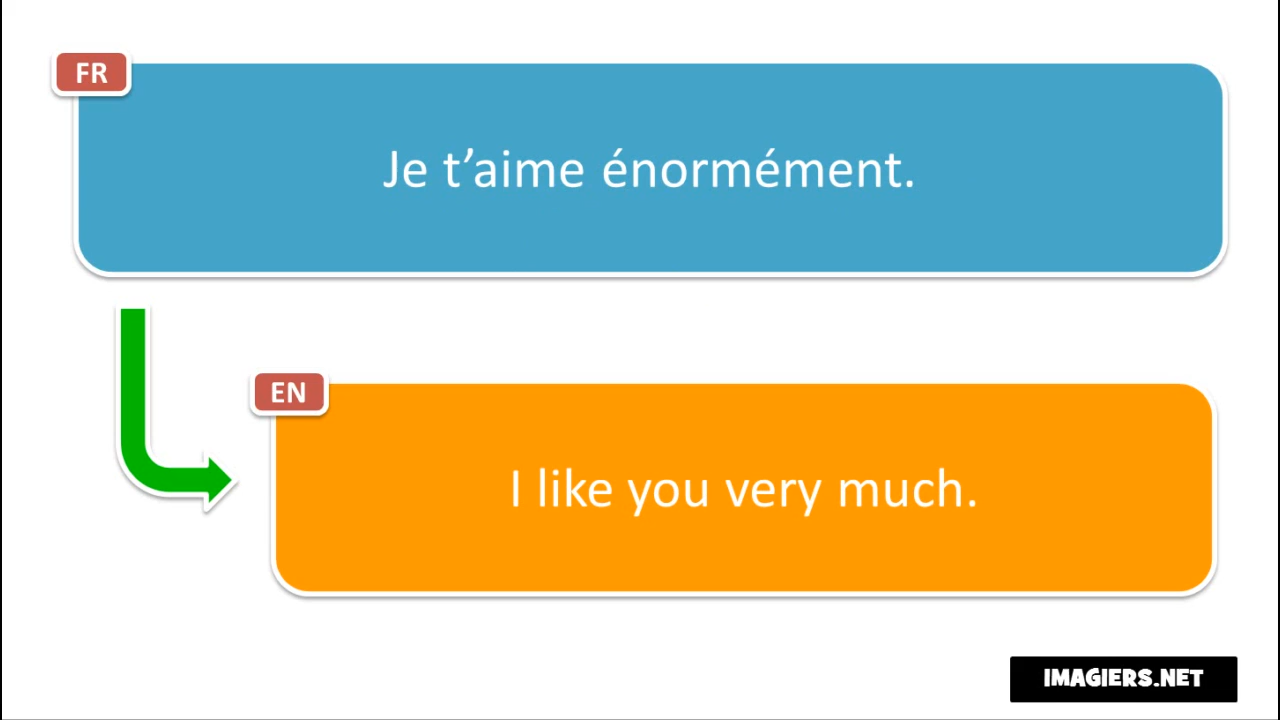 FR
Je t’aime énormément.
EN
I like you very much.
IMAGIERS.NET